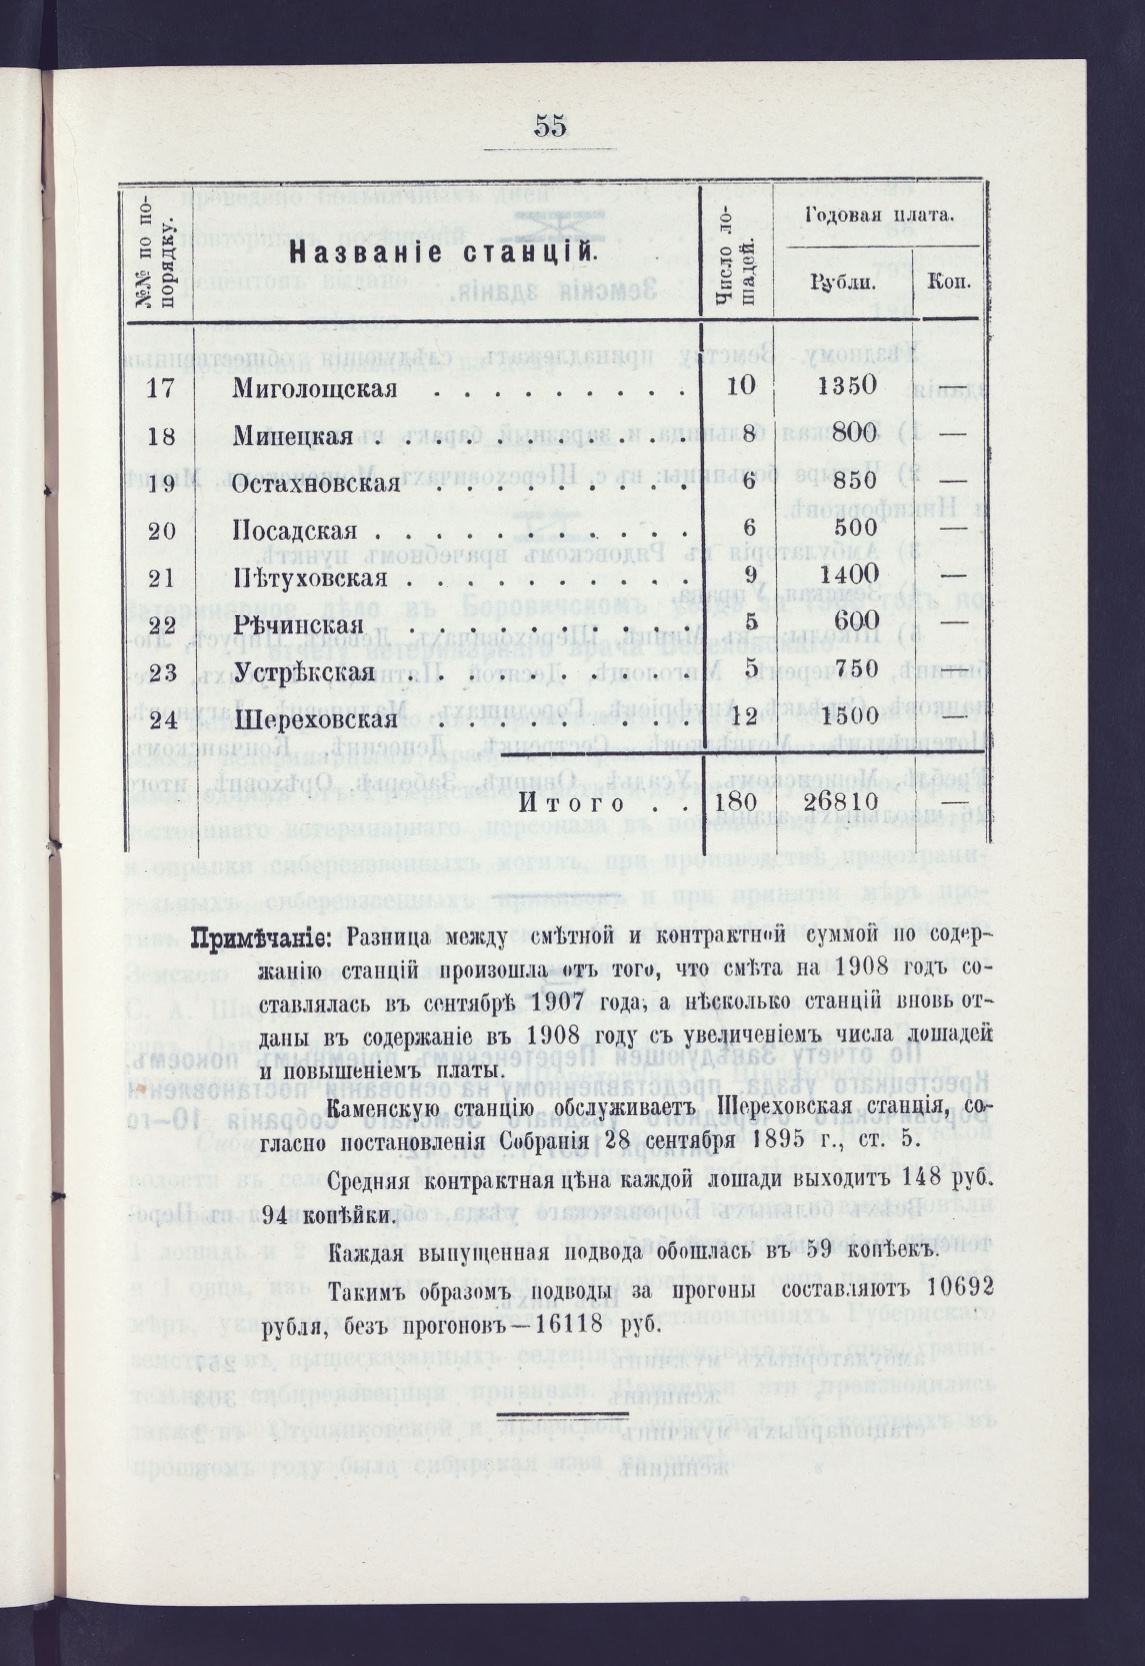 55
№№ по по-
порядку.
Названіе станцій.
Число ло-
шадей.
Годовая плата.
Рубли.
Коп.
17 Миголощская . . . . . . . . . 10 1350 —
18 Минецкая . . . . . . . . . . . 8 800 —
19 Остахновская . . . . . . . . . 6 850 —
20 Посадская . . . . . . . . . . . 6 500 —
21 Пѣтуховская . . . . . . . . . . 9 1400 —
22 Рѣчинская . . . . . . . . . . 5 600 —
23 Устрѣкская . . . . . . . . . . 5 750 —
24 Шереховская . . . . . . . . . 12 1500 —
Итого . . 180 26810 —
Примѣчаніе: Разница между смѣтной и контрактной суммой по содер-
жанію станцій произошла отъ того, что смѣта на 1908 годъ со-
ставлялась въ сентябрѣ 1907 года, а нѣсколько станцій вновь от-
даны въ содержаніе въ 1908 году съ увеличеніемъ числа лошадей
и повышеніемъ платы.
Каменскую станцію обслуживаетъ Шереховская станція, со-
гласно постановленія Собранія 28 сентября 1895 г., ст. 5.
Средняя контрактная цѣна каждой лошади выходитъ 148 руб.
94 копѣйки.
Каждая выпущенная подвода обошлась въ 59 копѣекъ.
Такимъ образомъ подводы за прогоны составляютъ 10692
рубля, безъ прогоновъ—16118 руб.